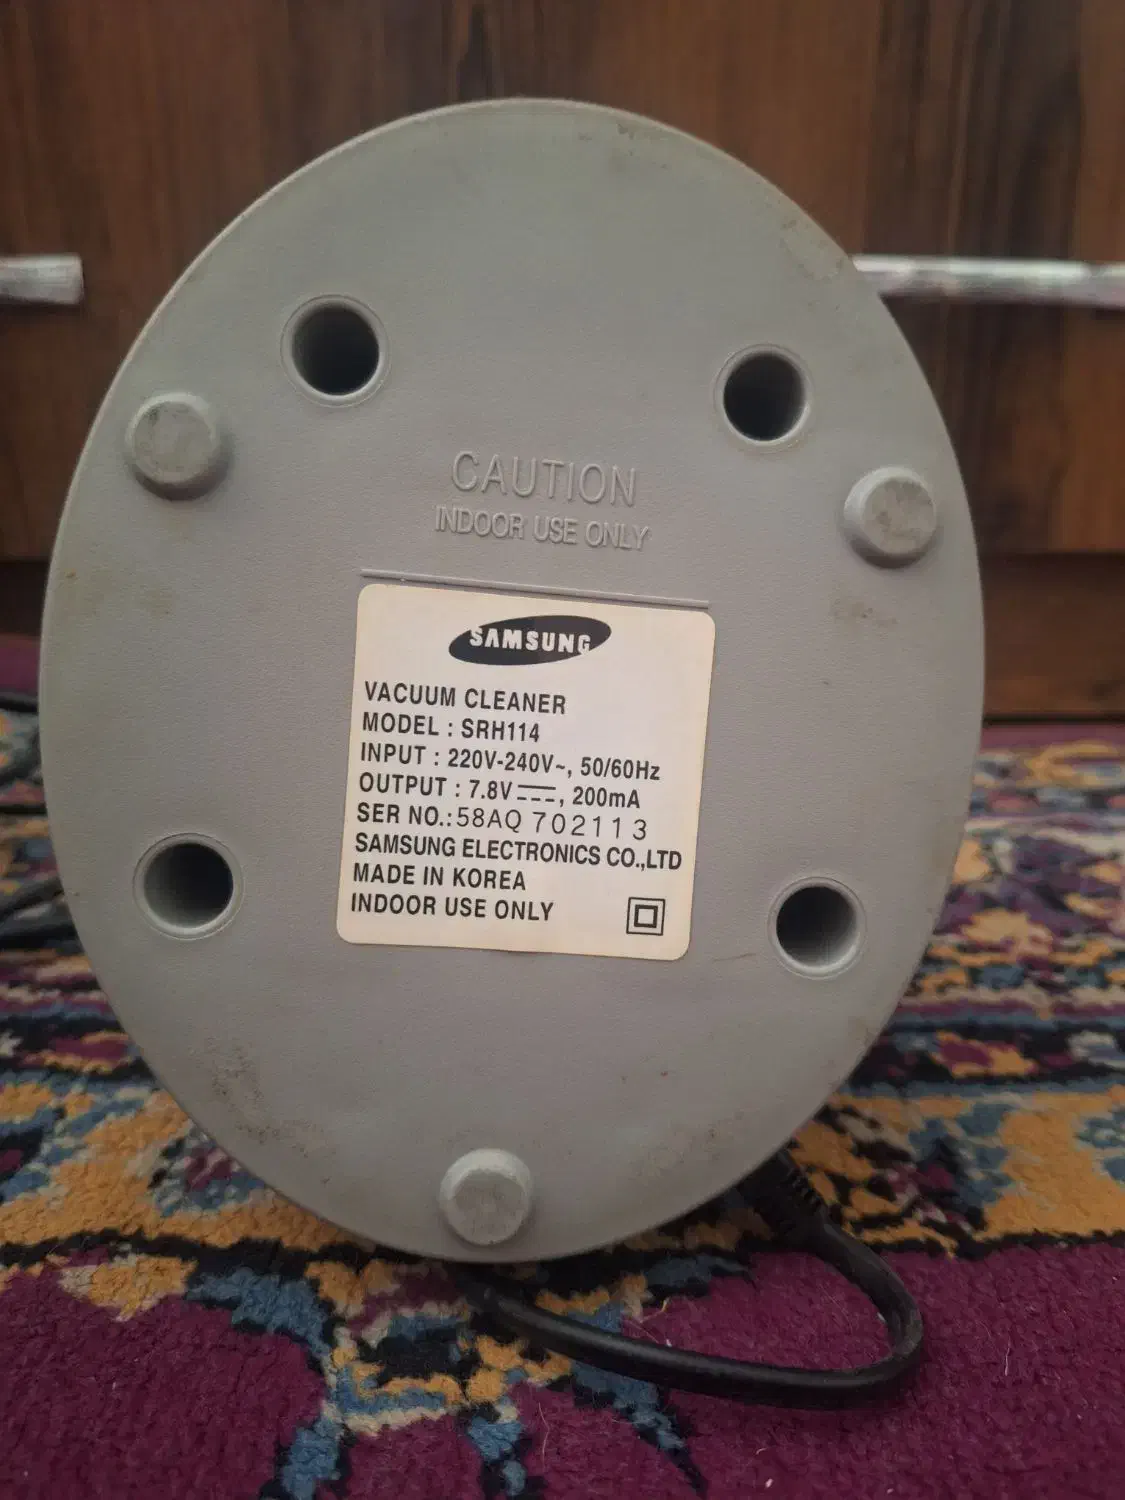 CAUTION
INDOOR USE ONLY
SAMSUNG
VACUUM CLEANER
MODEL : SRH114
INPUT : 220V-240V~, 50/60Hz
OUTPUT : 7.8V⎓, 200mA
SER NO.:58AQ 702113
SAMSUNG ELECTRONICS CO.,LTD
MADE IN KOREA
INDOOR USE ONLY